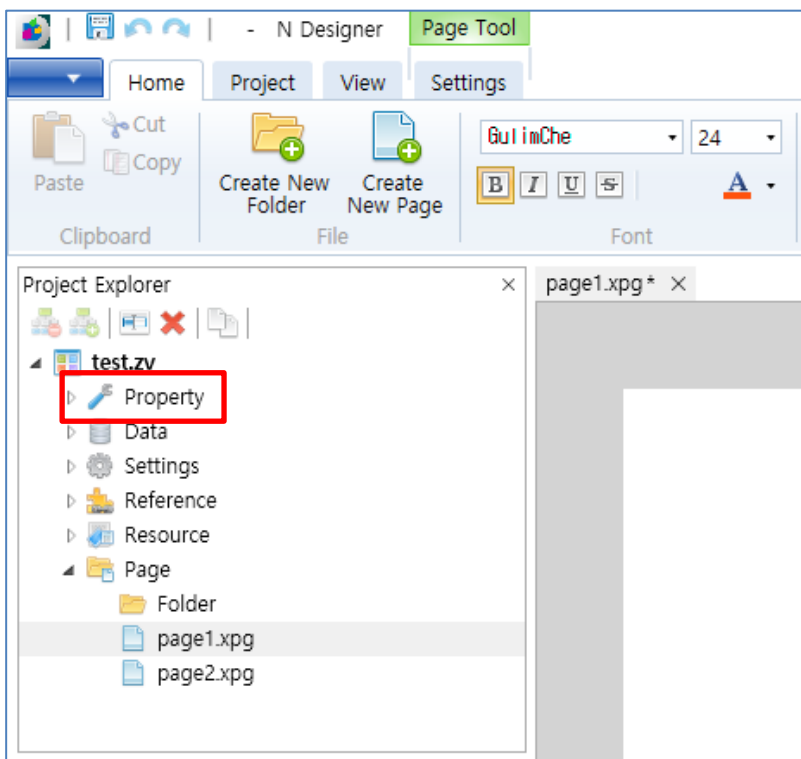 - N Designer Page Tool
Home Project View Settings
Cut
Copy
Paste
Create New Folder
Create New Page
GulimChe 24
B I U S A
Clipboard File Font
Project Explorer
page1.xpg*
test.zv
Property
Data
Settings
Reference
Resource
Page
Folder
page1.xpg
page2.xpg